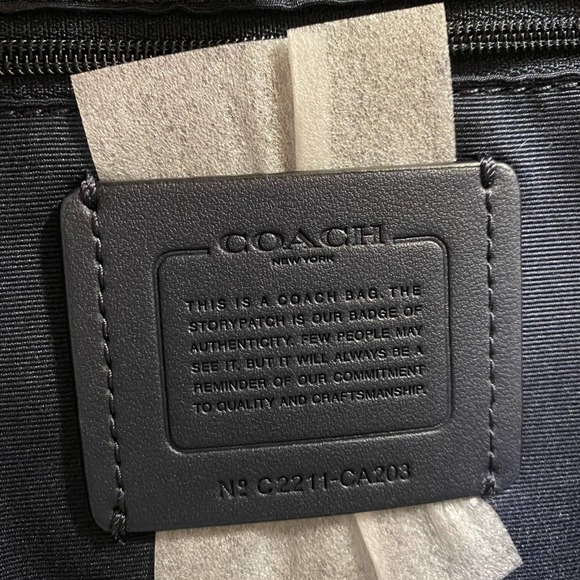 COACH
NEW YORK
THIS IS A COACH BAG. THE
STORYPATCH IS OUR BADGE OF
AUTHENTICITY. FEW PEOPLE MAY
SEE IT, BUT IT WILL ALWAYS BE A
REMINDER OF OUR COMMITMENT
TO QUALITY AND CRAFTSMANSHIP.
Nº C2211-CA203